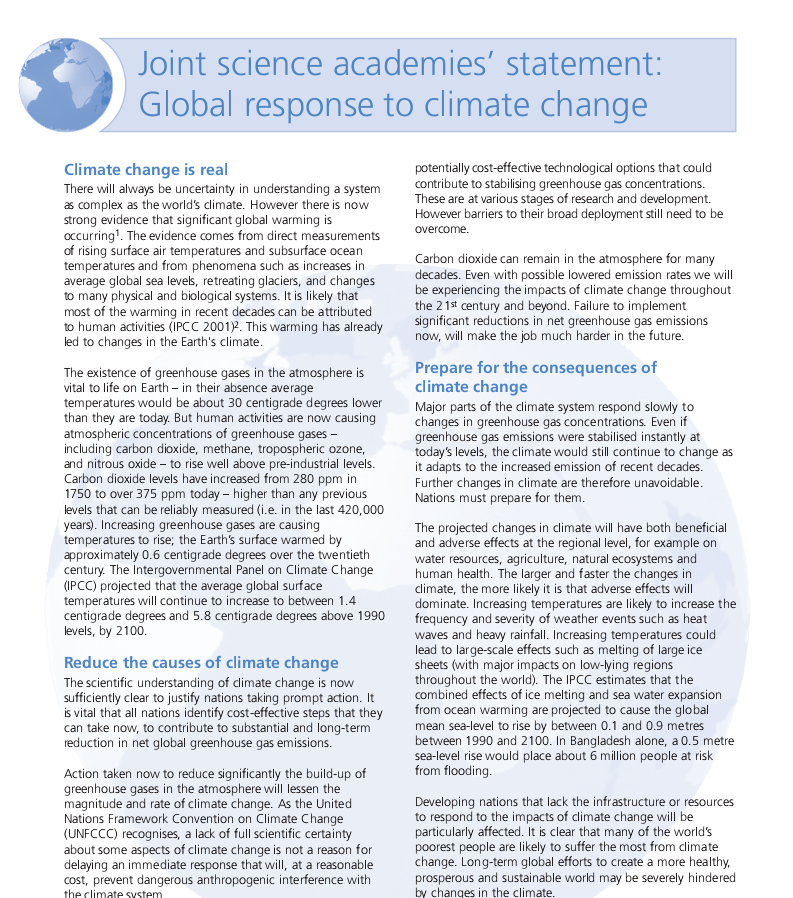 Joint science academies’ statement:
Global response to climate change
Climate change is real
There will always be uncertainty in understanding a system
as complex as the world’s climate. However there is now
strong evidence that significant global warming is
occurring1. The evidence comes from direct measurements
of rising surface air temperatures and subsurface ocean
temperatures and from phenomena such as increases in
average global sea levels, retreating glaciers, and changes
to many physical and biological systems. It is likely that
most of the warming in recent decades can be attributed
to human activities (IPCC 2001)2. This warming has already
led to changes in the Earth's climate.
The existence of greenhouse gases in the atmosphere is
vital to life on Earth – in their absence average
temperatures would be about 30 centigrade degrees lower
than they are today. But human activities are now causing
atmospheric concentrations of greenhouse gases –
including carbon dioxide, methane, tropospheric ozone,
and nitrous oxide – to rise well above pre-industrial levels.
Carbon dioxide levels have increased from 280 ppm in
1750 to over 375 ppm today – higher than any previous
levels that can be reliably measured (i.e. in the last 420,000
years). Increasing greenhouse gases are causing
temperatures to rise; the Earth’s surface warmed by
approximately 0.6 centigrade degrees over the twentieth
century. The Intergovernmental Panel on Climate Change
(IPCC) projected that the average global surface
temperatures will continue to increase to between 1.4
centigrade degrees and 5.8 centigrade degrees above 1990
levels, by 2100.
Reduce the causes of climate change
The scientific understanding of climate change is now
sufficiently clear to justify nations taking prompt action. It
is vital that all nations identify cost-effective steps that they
can take now, to contribute to substantial and long-term
reduction in net global greenhouse gas emissions.
Action taken now to reduce significantly the build-up of
greenhouse gases in the atmosphere will lessen the
magnitude and rate of climate change. As the United
Nations Framework Convention on Climate Change
(UNFCCC) recognises, a lack of full scientific certainty
about some aspects of climate change is not a reason for
delaying an immediate response that will, at a reasonable
cost, prevent dangerous anthropogenic interference with
the climate system.
potentially cost-effective technological options that could
contribute to stabilising greenhouse gas concentrations.
These are at various stages of research and development.
However barriers to their broad deployment still need to be
overcome.
Carbon dioxide can remain in the atmosphere for many
decades. Even with possible lowered emission rates we will
be experiencing the impacts of climate change throughout
the 21st century and beyond. Failure to implement
significant reductions in net greenhouse gas emissions
now, will make the job much harder in the future.
Prepare for the consequences of
climate change
Major parts of the climate system respond slowly to
changes in greenhouse gas concentrations. Even if
greenhouse gas emissions were stabilised instantly at
today’s levels, the climate would still continue to change as
it adapts to the increased emission of recent decades.
Further changes in climate are therefore unavoidable.
Nations must prepare for them.
The projected changes in climate will have both beneficial
and adverse effects at the regional level, for example on
water resources, agriculture, natural ecosystems and
human health. The larger and faster the changes in
climate, the more likely it is that adverse effects will
dominate. Increasing temperatures are likely to increase the
frequency and severity of weather events such as heat
waves and heavy rainfall. Increasing temperatures could
lead to large-scale effects such as melting of large ice
sheets (with major impacts on low-lying regions
throughout the world). The IPCC estimates that the
combined effects of ice melting and sea water expansion
from ocean warming are projected to cause the global
mean sea-level to rise by between 0.1 and 0.9 metres
between 1990 and 2100. In Bangladesh alone, a 0.5 metre
sea-level rise would place about 6 million people at risk
from flooding.
Developing nations that lack the infrastructure or resources
to respond to the impacts of climate change will be
particularly affected. It is clear that many of the world’s
poorest people are likely to suffer the most from climate
change. Long-term global efforts to create a more healthy,
prosperous and sustainable world may be severely hindered
by changes in the climate.